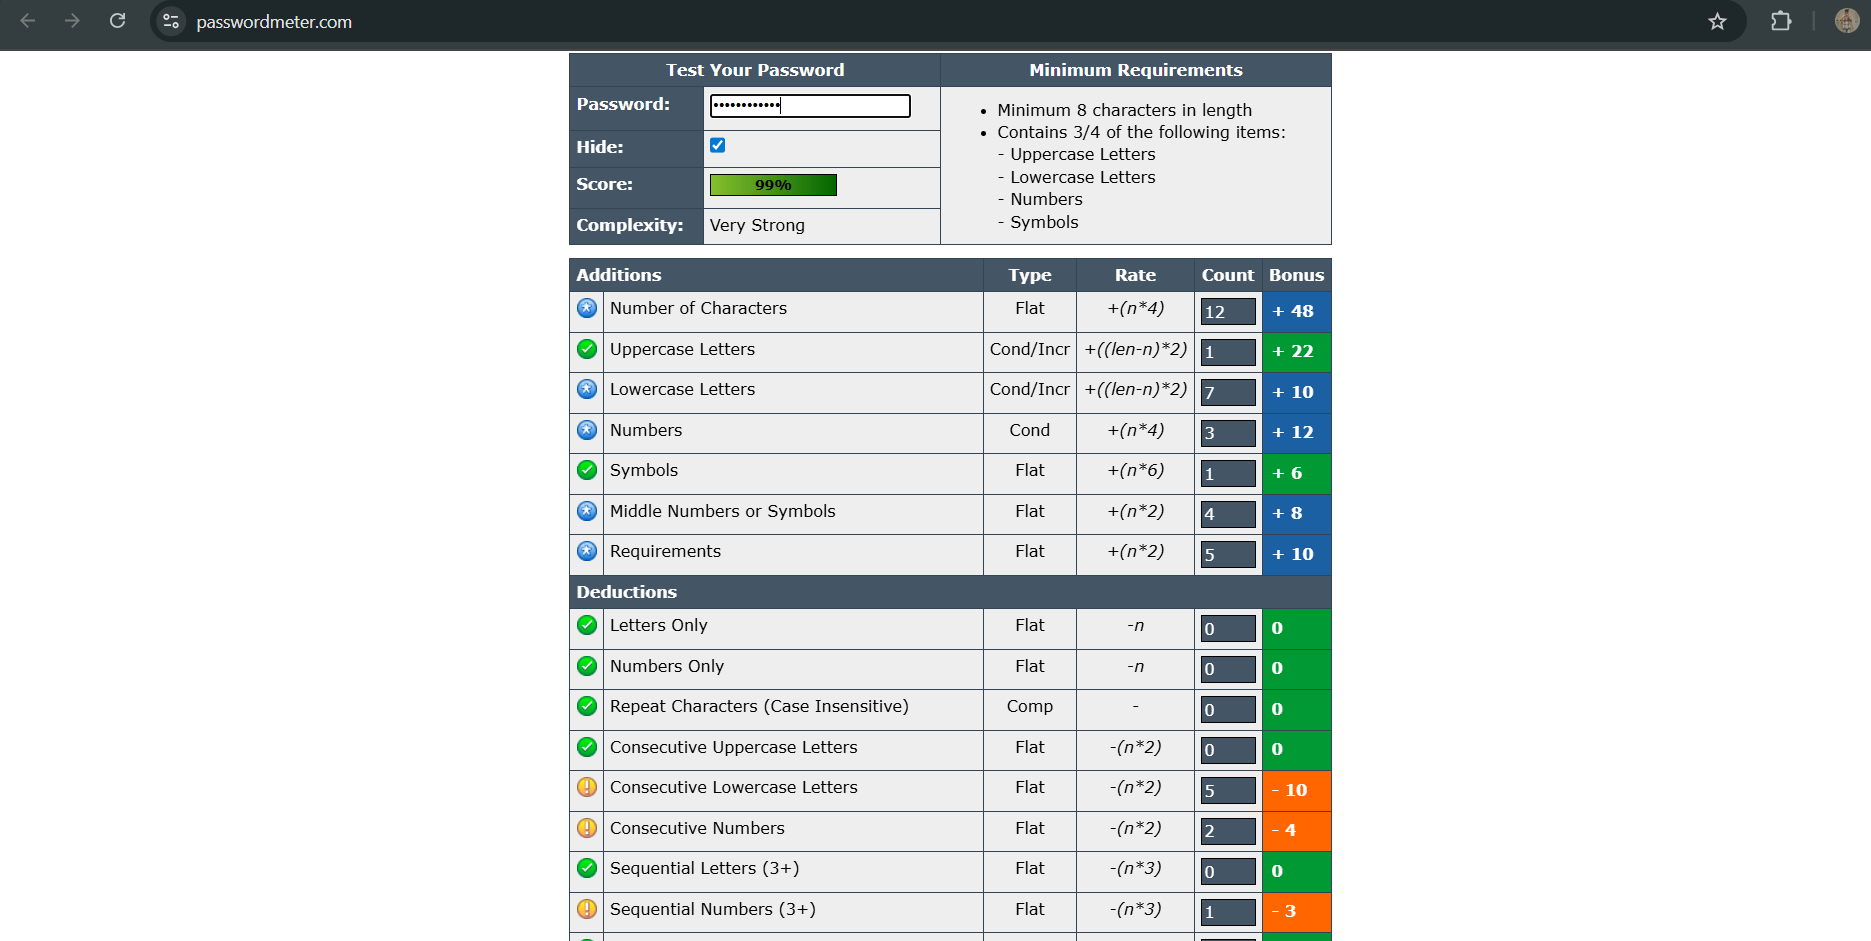 passwordmeter.com
Test Your Password Minimum Requirements
Password: ••••••••••••
Hide:
Score: 99%
Complexity: Very Strong
• Minimum 8 characters in length
• Contains 3/4 of the following items:
- Uppercase Letters
- Lowercase Letters
- Numbers
- Symbols
Additions Type Rate Count Bonus
Number of Characters Flat +(n*4) 12 + 48
Uppercase Letters Cond/Incr +((len-n)*2) 1 + 22
Lowercase Letters Cond/Incr +((len-n)*2) 7 + 10
Numbers Cond +(n*4) 3 + 12
Symbols Flat +(n*6) 1 + 6
Middle Numbers or Symbols Flat +(n*2) 4 + 8
Requirements Flat +(n*2) 5 + 10
Deductions
Letters Only Flat -n 0 0
Numbers Only Flat -n 0 0
Repeat Characters (Case Insensitive) Comp - 0 0
Consecutive Uppercase Letters Flat -(n*2) 0 0
Consecutive Lowercase Letters Flat -(n*2) 5 - 10
Consecutive Numbers Flat -(n*2) 2 - 4
Sequential Letters (3+) Flat -(n*3) 0 0
Sequential Numbers (3+) Flat -(n*3) 1 - 3